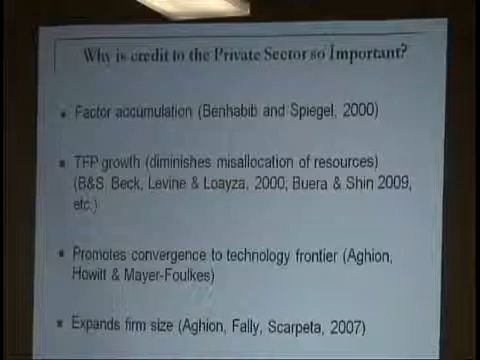 Why is credit to the Private Sector so Important?
Factor accumulation (Benhabib and Spiegel, 2000)
TFP growth (diminishes misallocation of resources)
(B&S, Beck, Levine & Loayza, 2000, Buera & Shin 2009,
etc.)
Promotes convergence to technology frontier (Aghion,
Howitt & Mayer-Foulkes)
Expands firm size (Aghion, Fally, Scarpeta, 2007)